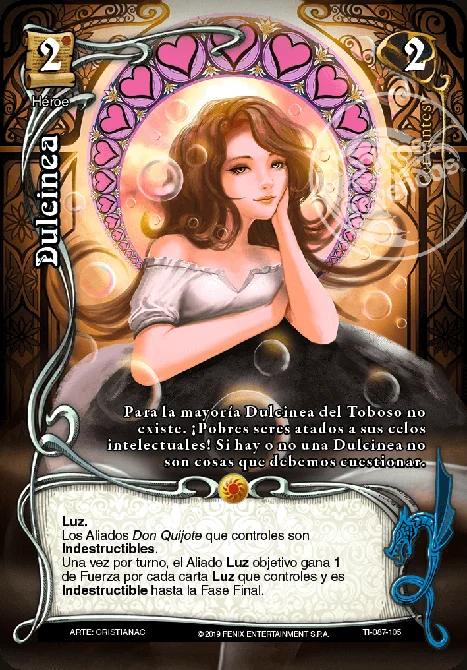 2
2
Héroe
Dulcinea
Para la mayoría Dulcinea del Toboso no
existe. ¡Pobres seres atados a sus celos
intelectuales! Si hay o no una Dulcinea no
son cosas que debemos cuestionar.
Luz.
Los Aliados Don Quijote que controles son
Indestructibles.
Una vez por turno, el Aliado Luz objetivo gana 1
de Fuerza por cada carta Luz que controles y es
Indestructible hasta la Fase Final.
ARTE: CRISTIANAC
© 2019 FENIX ENTERTAINMENT S.P.A.
TI-087-105